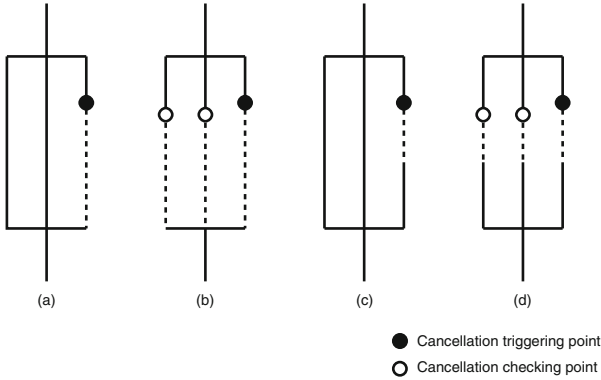 (a) (b) (c) (d)
Cancellation triggering point
Cancellation checking point